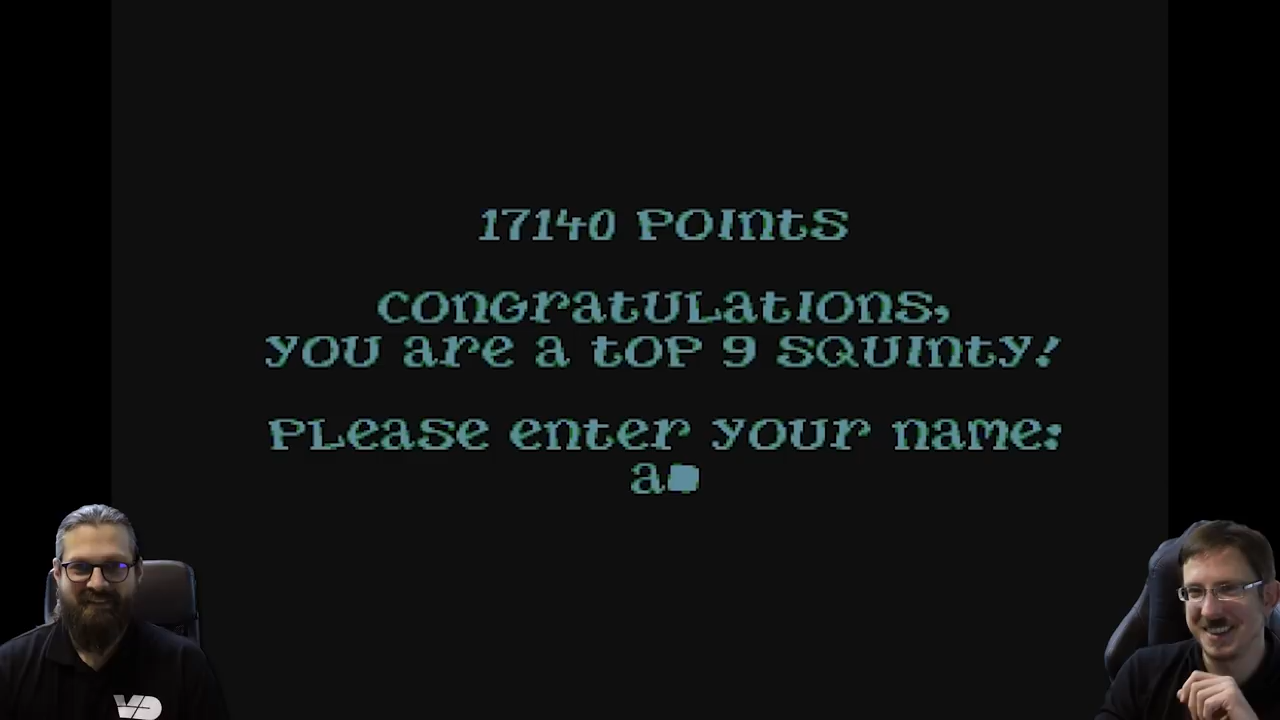 17140 POINTS
CONGRATULATIONS,
YOU ARE A TOP 9 SQUINTY!
PLEASE ENTER YOUR NAME:
A